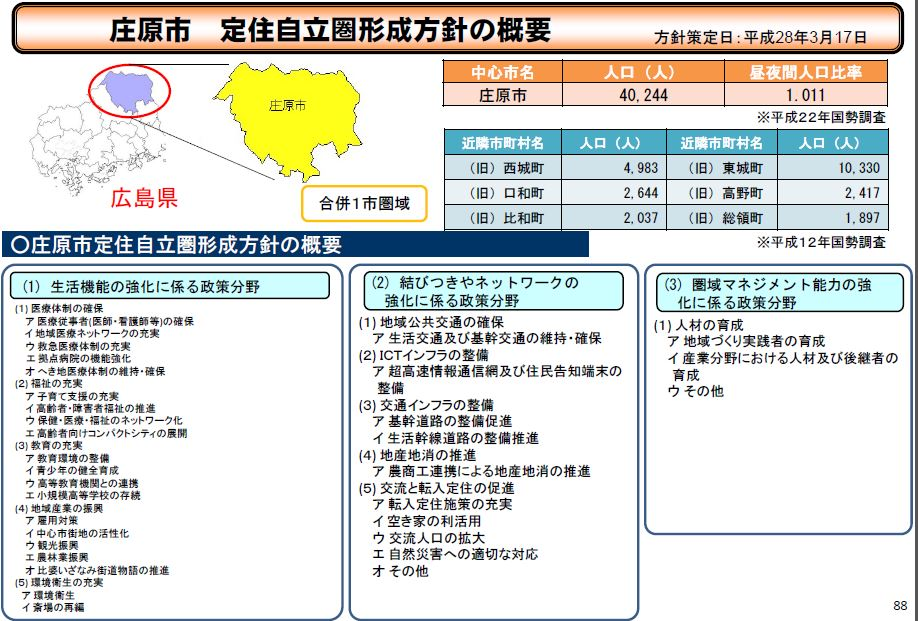 庄原市　定住自立圏形成方針の概要
方針策定日：平成28年3月17日
庄原市
広島県
合併１市圏域
中心市名　人口（人）　昼夜間人口比率
庄原市　40,244　1.011
※平成22年国勢調査
近隣市町村名　人口（人）　近隣市町村名　人口（人）
（旧）西城町　4,983　（旧）東城町　10,330
（旧）口和町　2,644　（旧）高野町　2,417
（旧）比和町　2,037　（旧）総領町　1,897
※平成12年国勢調査
○庄原市定住自立圏形成方針の概要
(1) 生活機能の強化に係る政策分野
(1) 医療体制の確保
ア 医療従事者(医師・看護師等)の確保
イ 地域医療ネットワークの充実
ウ 救急医療体制の充実
エ 拠点病院の機能強化
オ へき地医療体制の維持・確保
(2) 福祉の充実
ア 子育て支援の充実
イ 高齢者・障害者福祉の推進
ウ 保健・医療・福祉のネットワーク化
エ 高齢者向けコンパクトシティの展開
(3) 教育の充実
ア 教育環境の整備
イ 青少年の健全育成
ウ 高等教育機関との連携
エ 小規模高等学校の存続
(4) 地域産業の振興
ア 雇用対策
イ 中心市街地の活性化
ウ 観光振興
エ 農林業振興
オ 比婆いざなみ街道物語の推進
(5) 環境衛生の充実
ア 環境衛生
イ 斎場の再編
(2) 結びつきやネットワークの
強化に係る政策分野
(1) 地域公共交通の確保
ア 生活交通及び基幹交通の維持・確保
(2) ICTインフラの整備
ア 超高速情報通信網及び住民告知端末の
整備
(3) 交通インフラの整備
ア 基幹道路の整備促進
イ 生活幹線道路の整備推進
(4) 地産地消の推進
ア 農商工連携による地産地消の推進
(5) 交流と転入定住の促進
ア 転入定住施策の充実
イ 空き家の利活用
ウ 交流人口の拡大
エ 自然災害への適切な対応
オ その他
(3) 圏域マネジメント能力の強
化に係る政策分野
(1) 人材の育成
ア 地域づくり実践者の育成
イ 産業分野における人材及び後継者の
育成
ウ その他
88